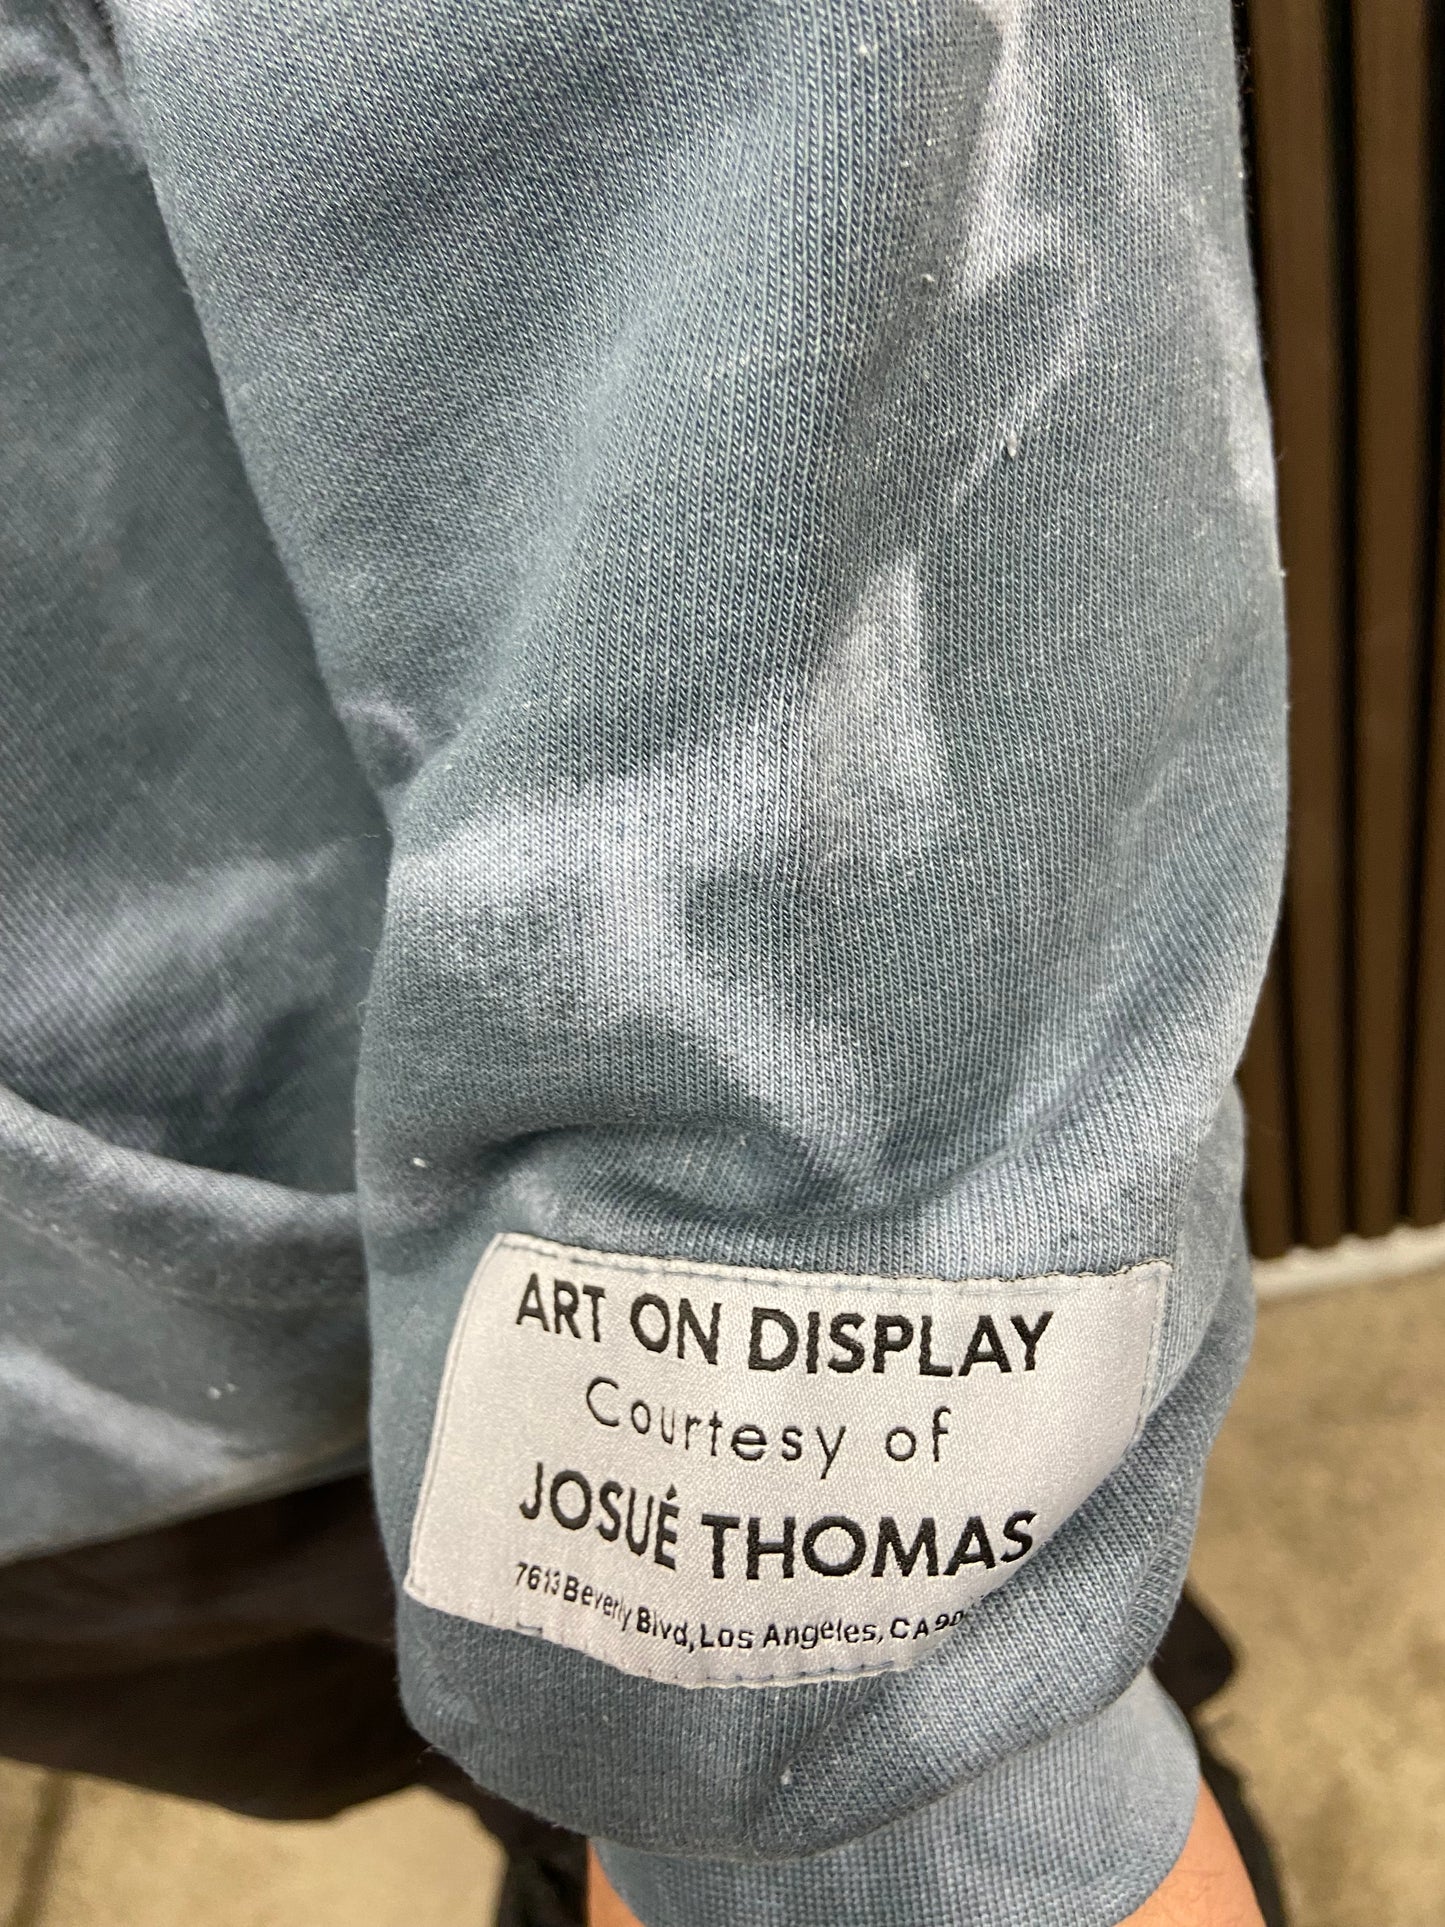 ART ON DISPLAY
Courtesy of
JOSUÉ THOMAS
7613 Beverly Blvd, Los Angeles, CA